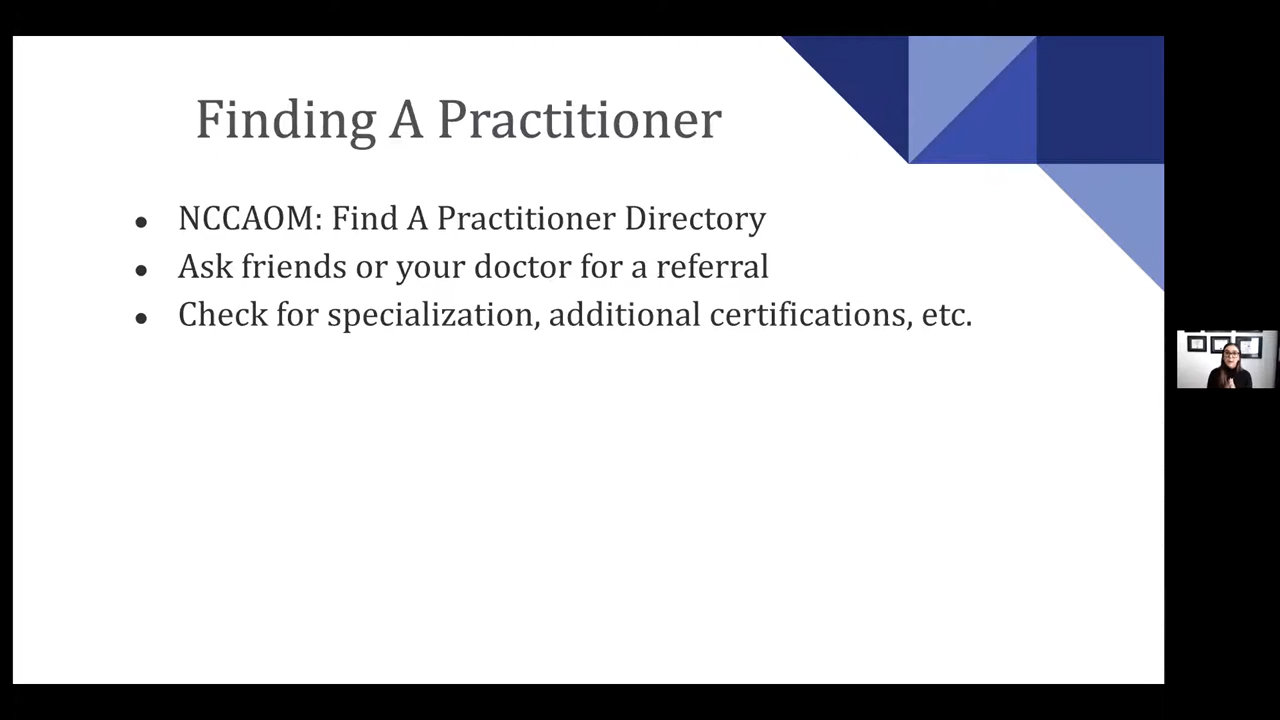 Finding A Practitioner
● NCCAOM: Find A Practitioner Directory
● Ask friends or your doctor for a referral
● Check for specialization, additional certifications, etc.